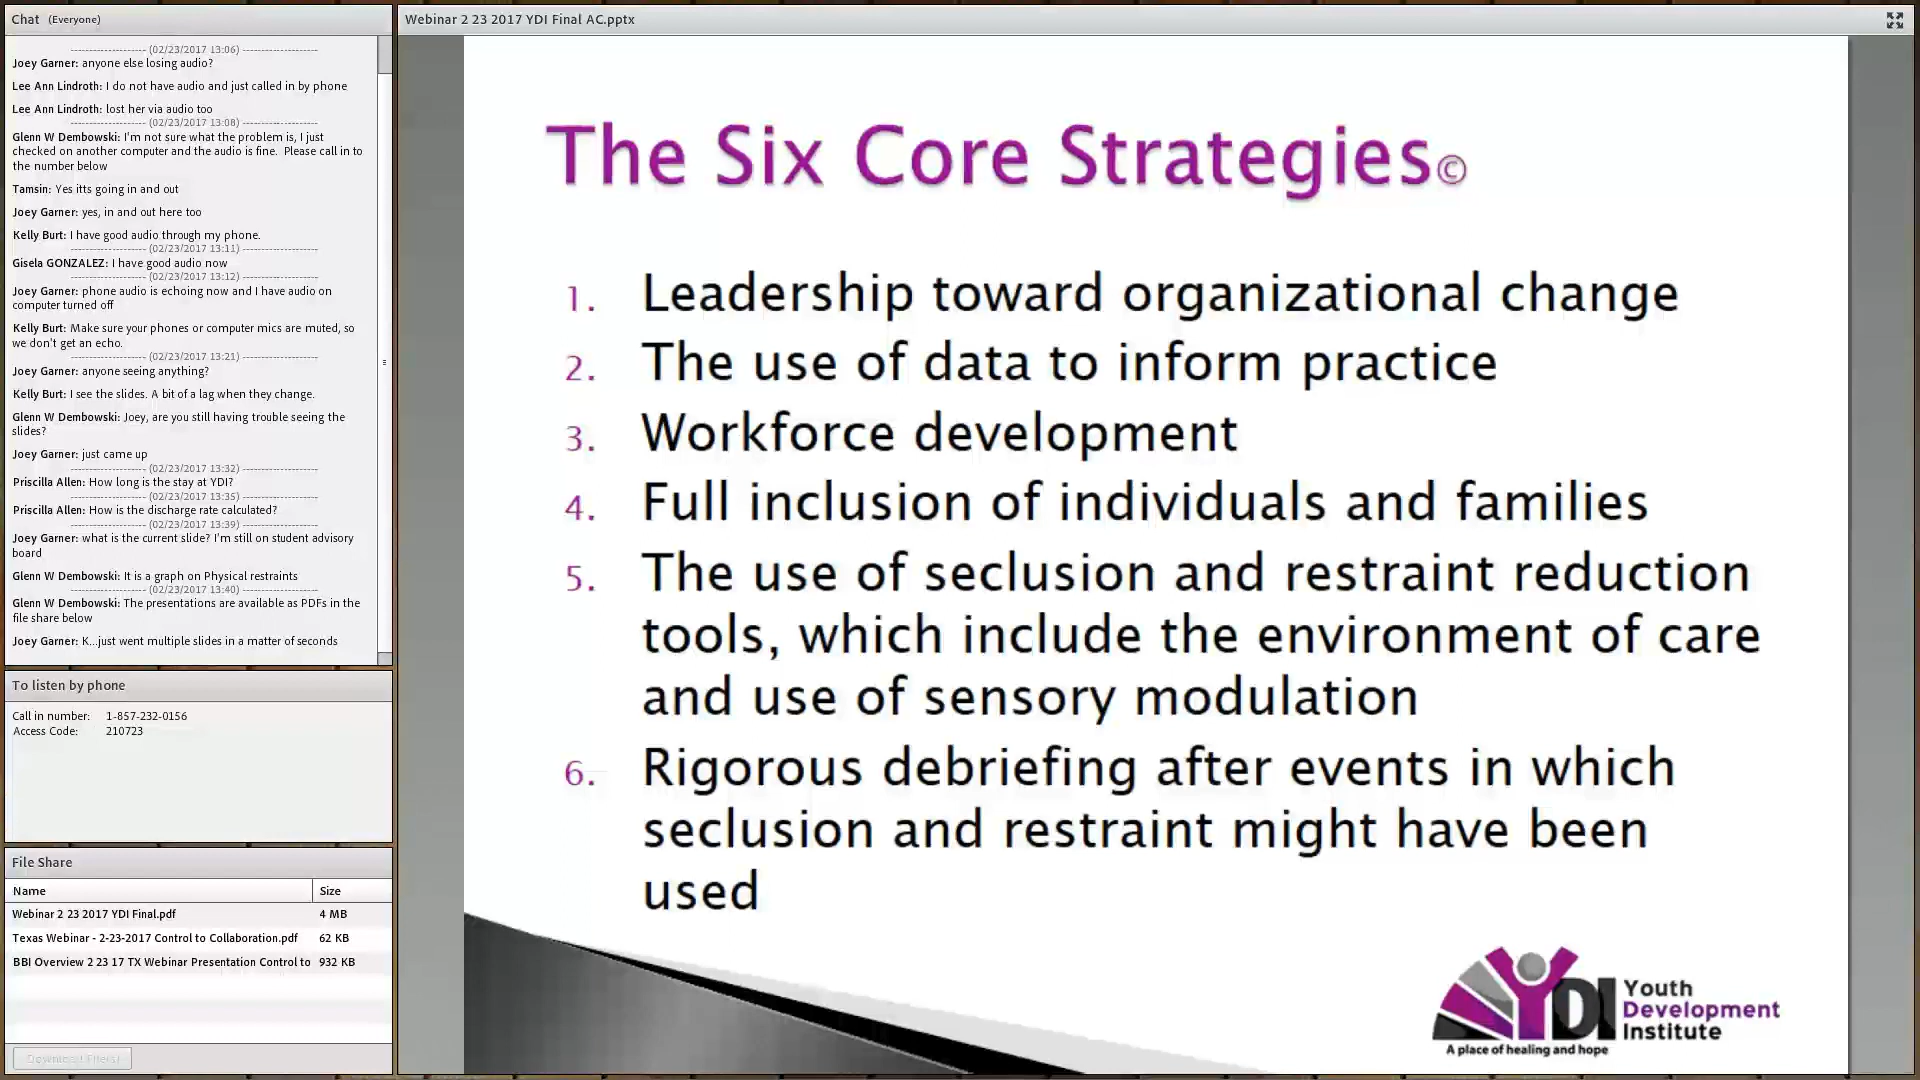 Chat (Everyone)
-------------------- (02/23/2017 13:06) --------------------
Joey Garner: anyone else losing audio?
Lee Ann Lindroth: I do not have audio and just called in by phone
Lee Ann Lindroth: lost her via audio too
-------------------- (02/23/2017 13:08) --------------------
Glenn W Dembowski: I'm not sure what the problem is, I just
checked on another computer and the audio is fine.  Please call in to
the number below
Tamsin: Yes itts going in and out
Joey Garner: yes, in and out here too
Kelly Burt: I have good audio through my phone.
-------------------- (02/23/2017 13:11) --------------------
Gisela GONZALEZ: I have good audio now
-------------------- (02/23/2017 13:12) --------------------
Joey Garner: phone audio is echoing now and I have audio on
computer turned off
Kelly Burt: Make sure your phones or computer mics are muted, so
we don't get an echo.
-------------------- (02/23/2017 13:21) --------------------
Joey Garner: anyone seeing anything?
Kelly Burt: I see the slides. A bit of a lag when they change.
Glenn W Dembowski: Joey, are you still having trouble seeing the
slides?
Joey Garner: just came up
-------------------- (02/23/2017 13:32) --------------------
Priscilla Allen: How long is the stay at YDI?
-------------------- (02/23/2017 13:35) --------------------
Priscilla Allen: How is the discharge rate calculated?
-------------------- (02/23/2017 13:39) --------------------
Joey Garner: what is the current slide? I'm still on student advisory
board
Glenn W Dembowski: It is a graph on Physical restraints
-------------------- (02/23/2017 13:40) --------------------
Glenn W Dembowski: The presentations are available as PDFs in the
file share below
Joey Garner: K...just went multiple slides in a matter of seconds
To listen by phone
Call in number: 1-857-232-0156
Access Code: 210723
File Share
Name Size
Webinar 2 23 2017 YDI Final.pdf 4 MB
Texas Webinar - 2-23-2017 Control to Collaboration.pdf 62 KB
BBI Overview 2 23 17 TX Webinar Presentation Control to 932 KB
Download File(s)
Webinar 2 23 2017 YDI Final AC.pptx
The Six Core Strategies©
1. Leadership toward organizational change
2. The use of data to inform practice
3. Workforce development
4. Full inclusion of individuals and families
5. The use of seclusion and restraint reduction
tools, which include the environment of care
and use of sensory modulation
6. Rigorous debriefing after events in which
seclusion and restraint might have been
used
YDI
Youth
Development
Institute
A place of healing and hope